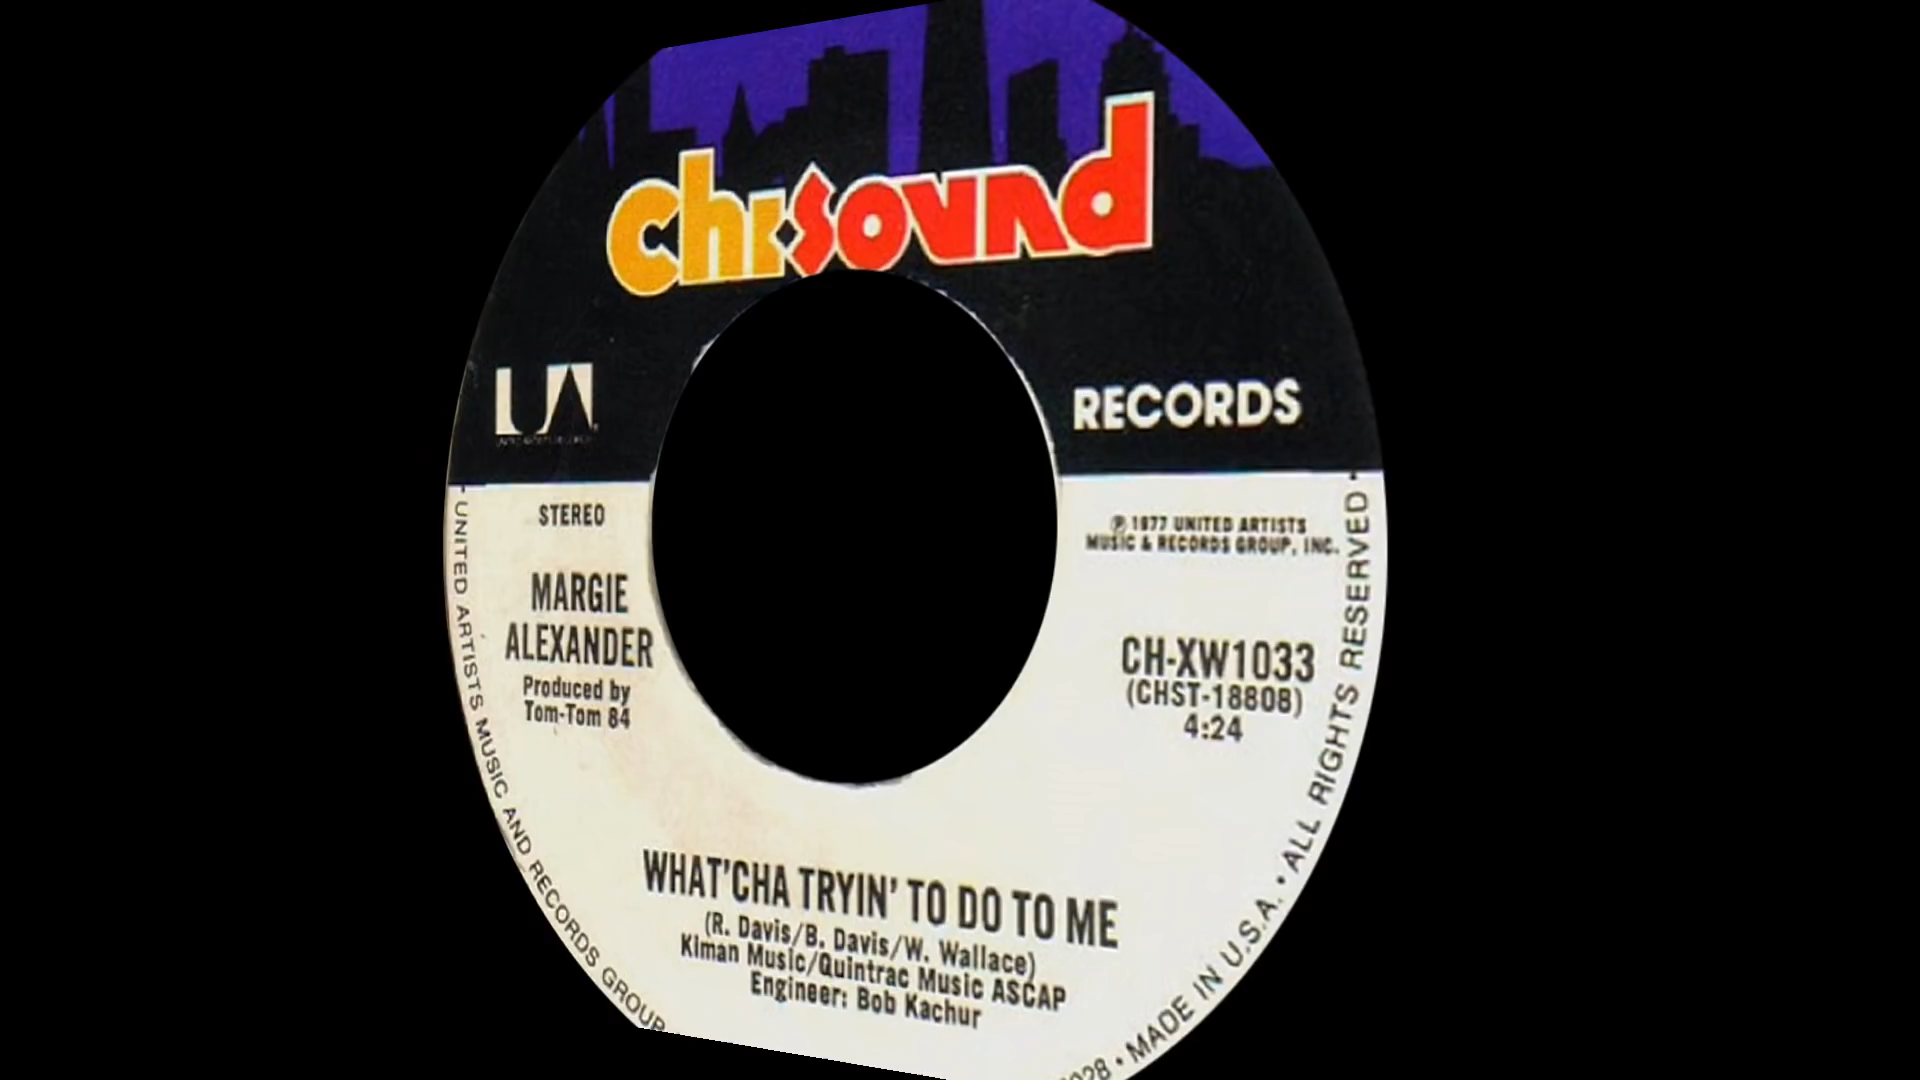 chi-sound
UA
RECORDS
STEREO
℗ 1977 UNITED ARTISTS
MUSIC & RECORDS GROUP, INC.
MARGIE
ALEXANDER
Produced by
Tom-Tom 84
CH-XW1033
(CHST-18808)
4:24
WHAT'CHA TRYIN' TO DO TO ME
(R. Davis/B. Davis/W. Wallace)
Kiman Music/Quintrac Music ASCAP
Engineer: Bob Kachur
• UNITED ARTISTS MUSIC AND RECORDS GROUP
• MADE IN U.S.A. • ALL RIGHTS RESERVED •